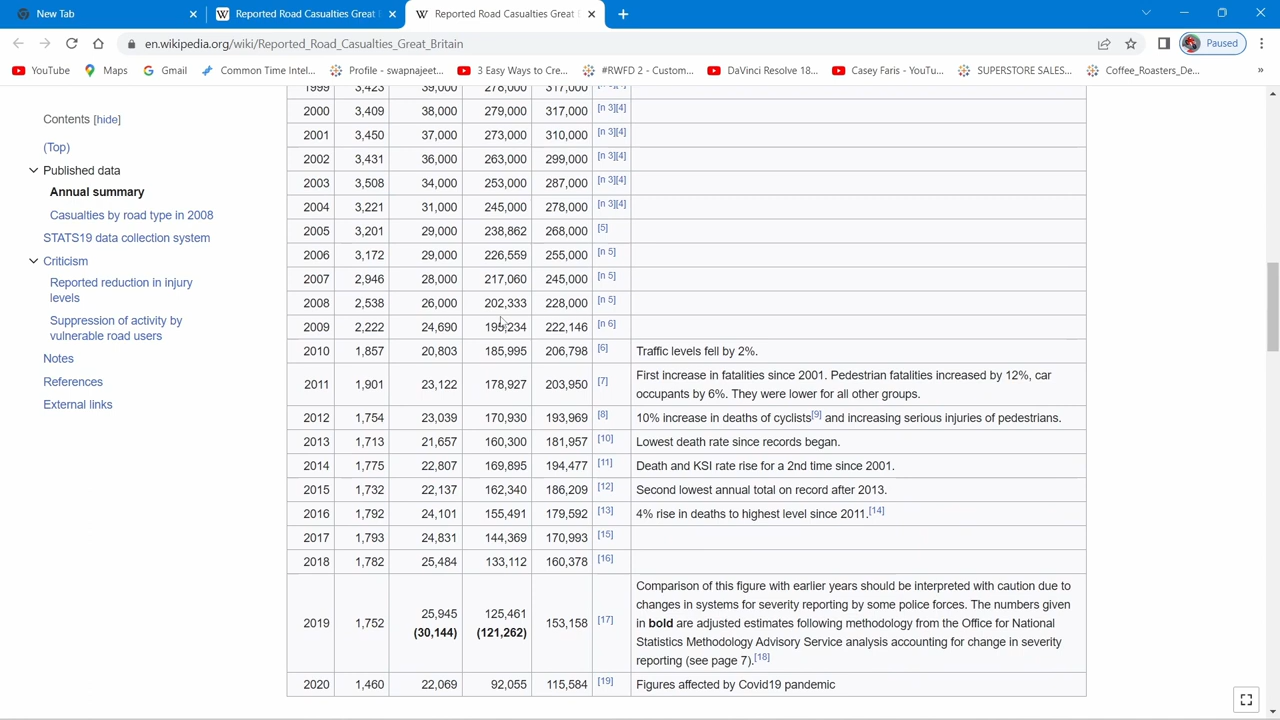 New Tab
Reported Road Casualties Great
Reported Road Casualties Great
en.wikipedia.org/wiki/Reported_Road_Casualties_Great_Britain
Paused
YouTube
Maps
Gmail
Common Time Intel...
Profile - swapnajeet...
3 Easy Ways to Cre...
#RWFD 2 - Custom...
DaVinci Resolve 18...
Casey Faris - YouTu...
SUPERSTORE SALES...
Coffee_Roasters_De...
»
Contents [hide]
(Top)
Published data
Annual summary
Casualties by road type in 2008
STATS19 data collection system
Criticism
Reported reduction in injury
levels
Suppression of activity by
vulnerable road users
Notes
References
External links
1999 3,423 39,000 278,000 317,000 [n 3][4]
2000 3,409 38,000 279,000 317,000 [n 3][4]
2001 3,450 37,000 273,000 310,000 [n 3][4]
2002 3,431 36,000 263,000 299,000 [n 3][4]
2003 3,508 34,000 253,000 287,000 [n 3][4]
2004 3,221 31,000 245,000 278,000 [n 3][4]
2005 3,201 29,000 238,862 268,000 [5]
2006 3,172 29,000 226,559 255,000 [n 5]
2007 2,946 28,000 217,060 245,000 [n 5]
2008 2,538 26,000 202,333 228,000 [n 5]
2009 2,222 24,690 222,146 [n 6]
2010 1,857 20,803 185,995 206,798 [6] Traffic levels fell by 2%.
2011 1,901 23,122 178,927 203,950 [7] First increase in fatalities since 2001. Pedestrian fatalities increased by 12%, car
occupants by 6%. They were lower for all other groups.
2012 1,754 23,039 170,930 193,969 [8] 10% increase in deaths of cyclists[9] and increasing serious injuries of pedestrians.
2013 1,713 21,657 160,300 181,957 [10] Lowest death rate since records began.
2014 1,775 22,807 169,895 194,477 [11] Death and KSI rate rise for a 2nd time since 2001.
2015 1,732 22,137 162,340 186,209 [12] Second lowest annual total on record after 2013.
2016 1,792 24,101 155,491 179,592 [13] 4% rise in deaths to highest level since 2011.[14]
2017 1,793 24,831 144,369 170,993 [15]
2018 1,782 25,484 133,112 160,378 [16]
2019 1,752 25,945 (30,144) 125,461 (121,262) 153,158 [17] Comparison of this figure with earlier years should be interpreted with caution due to
changes in systems for severity reporting by some police forces. The numbers given
in bold are adjusted estimates following methodology from the Office for National
Statistics Methodology Advisory Service analysis accounting for change in severity
reporting (see page 7).[18]
2020 1,460 22,069 92,055 115,584 [19] Figures affected by Covid19 pandemic